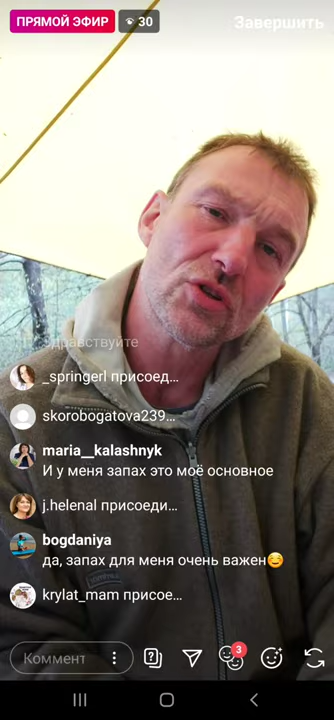 ПРЯМОЙ ЭФИР
30
Завершить
здравствуйте
_springerl присоед...
skorobogatova239...
maria__kalashnyk
И у меня запах это моё основное
j.helenal присоеди...
bogdaniya
да, запах для меня очень важен☺️
krylat_mam присое...
3
Коммент